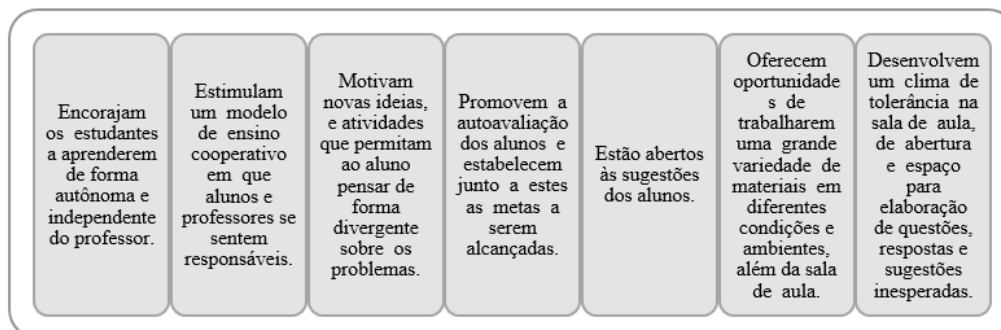 Encorajam
os estudantes
a aprenderem
de forma
autônoma e
independente
do professor.
Estimulam
um modelo
de ensino
cooperativo
em que
alunos e
professores se
sentem
responsáveis.
Motivam
novas ideias,
e atividades
que permitam
ao aluno
pensar de
forma
divergente
sobre os
problemas.
Promovem a
autoavaliação
dos alunos e
estabelecem
junto a estes
as metas a
serem
alcançadas.
Estão abertos
às sugestões
dos alunos.
Oferecem
oportunidade
s de
trabalharem
uma grande
variedade de
materiais em
diferentes
condições e
ambientes,
além da sala
de aula.
Desenvolvem
um clima de
tolerância na
sala de aula,
de abertura
e espaço
para
elaboração
de questões,
respostas e
sugestões
inesperadas.